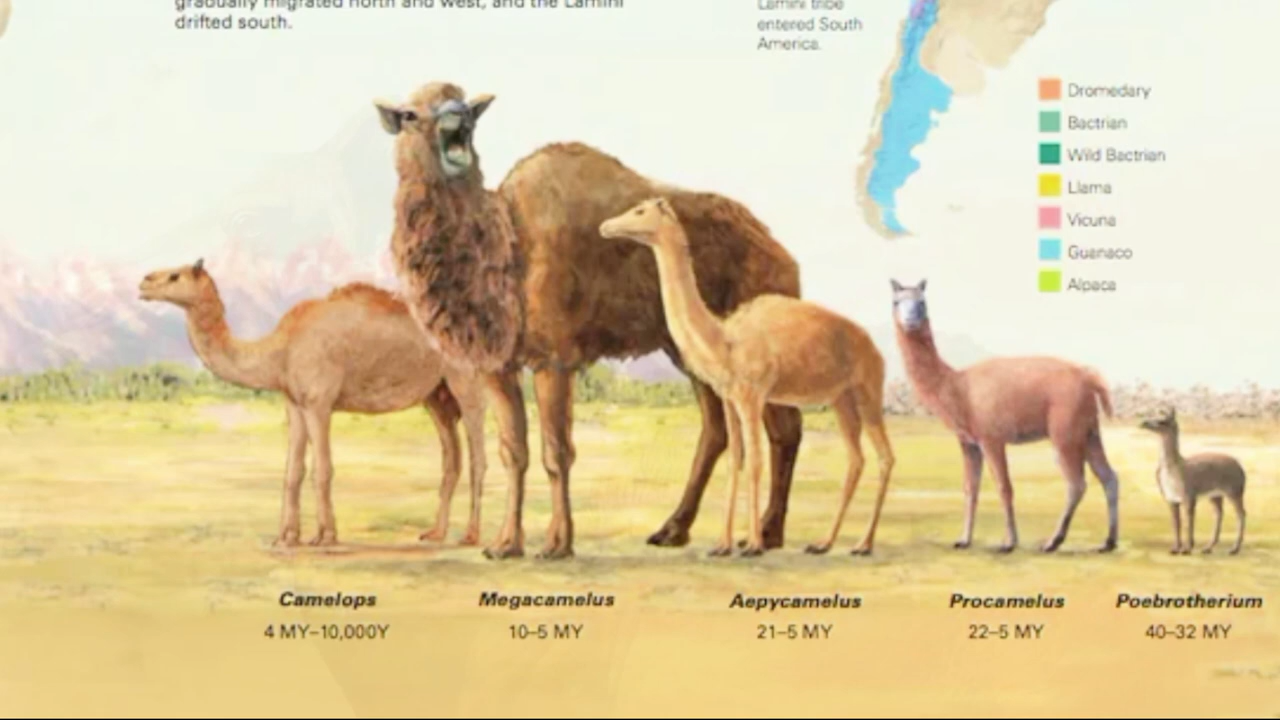 gradually migrated north and west, and the Lamini
drifted south.
Lamini tribe
entered South
America.
Dromedary
Bactrian
Wild Bactrian
Llama
Vicuna
Guanaco
Alpaca
Camelops
4 MY–10,000Y
Megacamelus
10–5 MY
Aepycamelus
21–5 MY
Procamelus
22–5 MY
Poebrotherium
40–32 MY